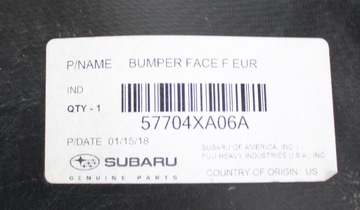 P/NAME BUMPER FACE F EUR
IND
QTY - 1
57704XA06A
P/DATE 01/15/18
SUBARU OF AMERICA, INC. /
FUJI HEAVY INDUSTRIES U.S.A., INC.
SUBARU
GENUINE PARTS
COUNTRY OF ORIGIN: US